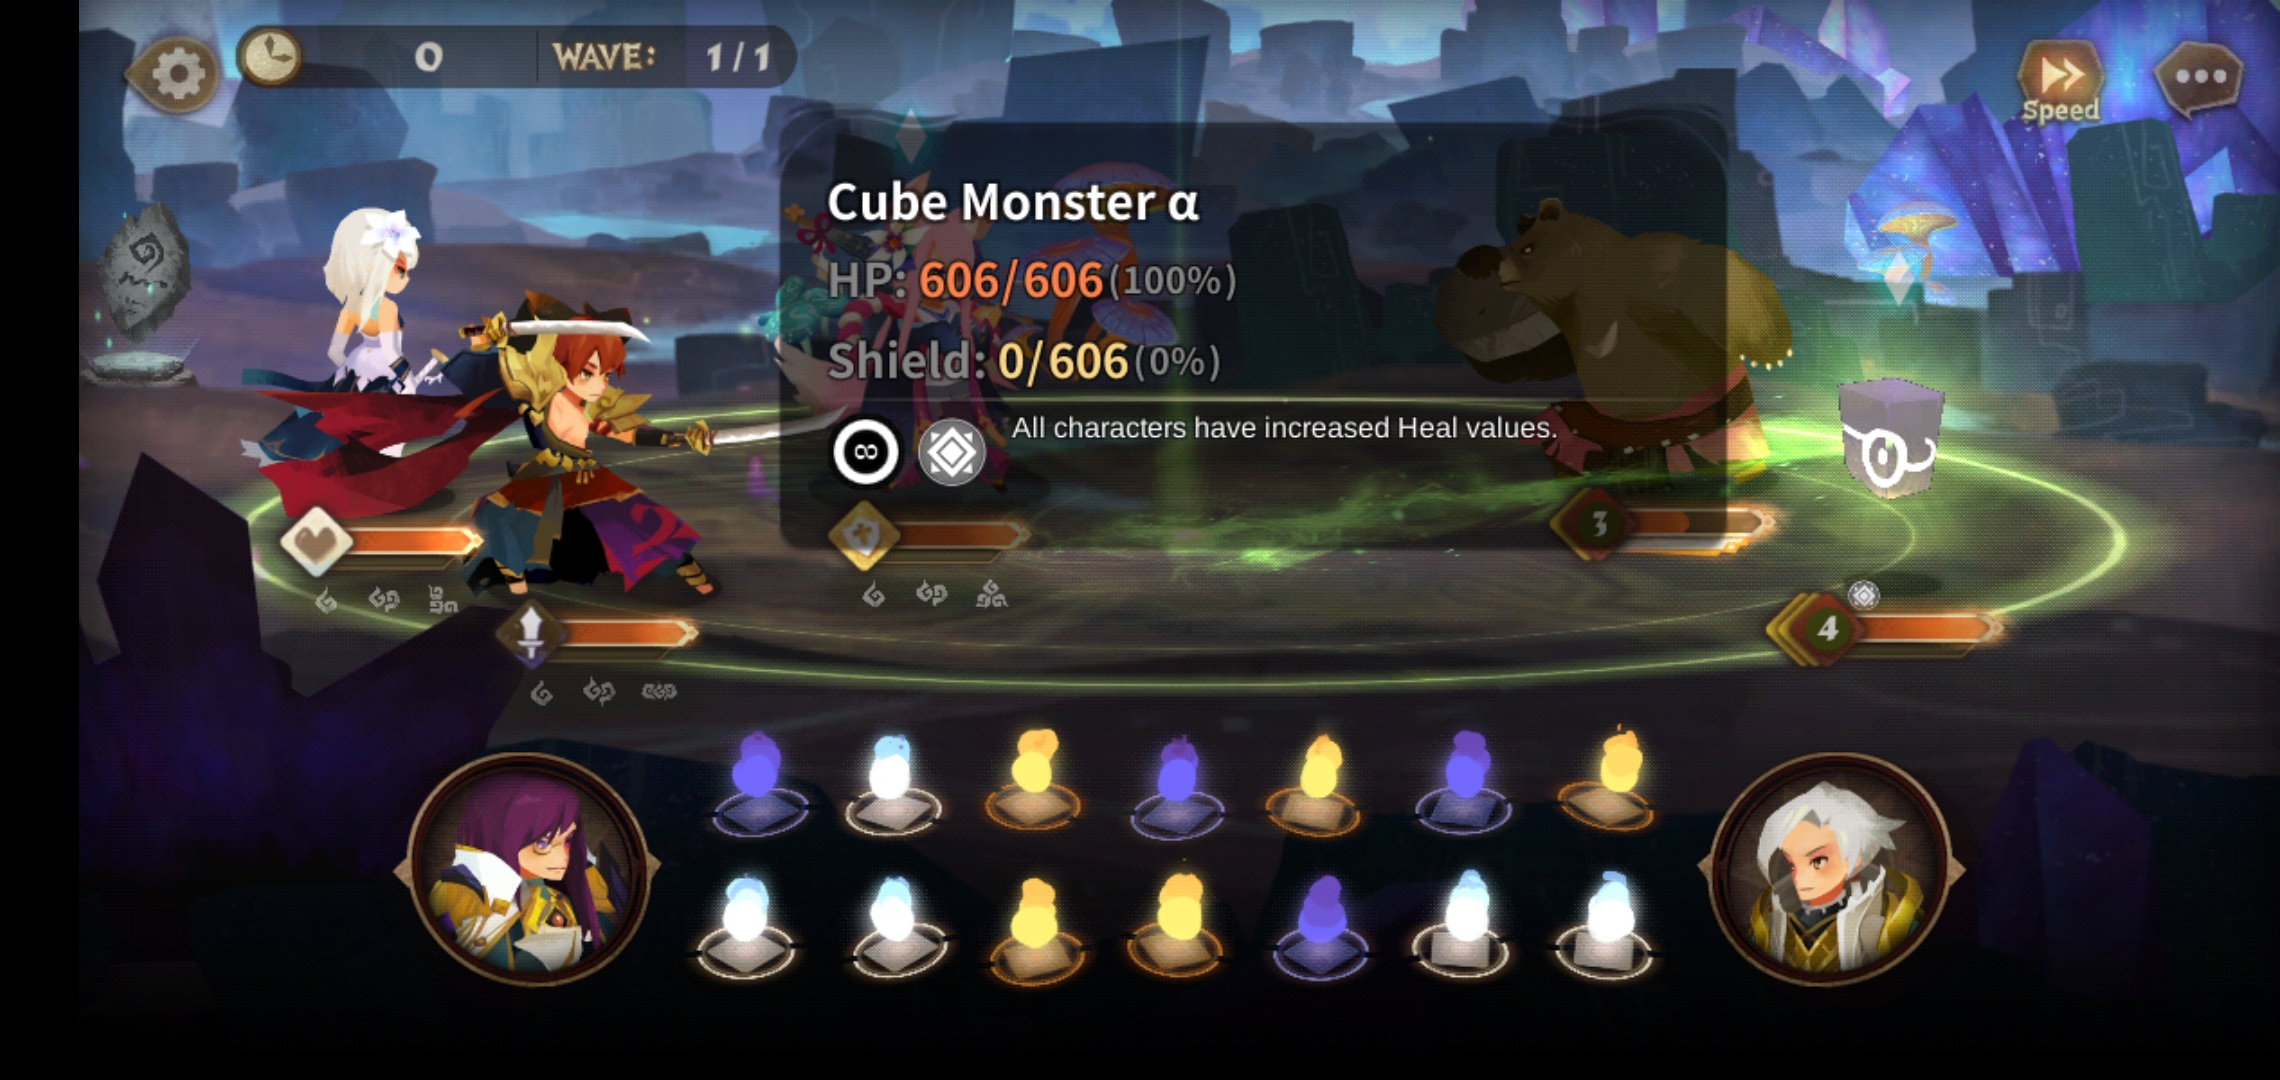 0 WAVE: 1/1
Speed
Cube Monster α
HP: 606/606(100%)
Shield: 0/606(0%)
∞ All characters have increased Heal values.
3
4